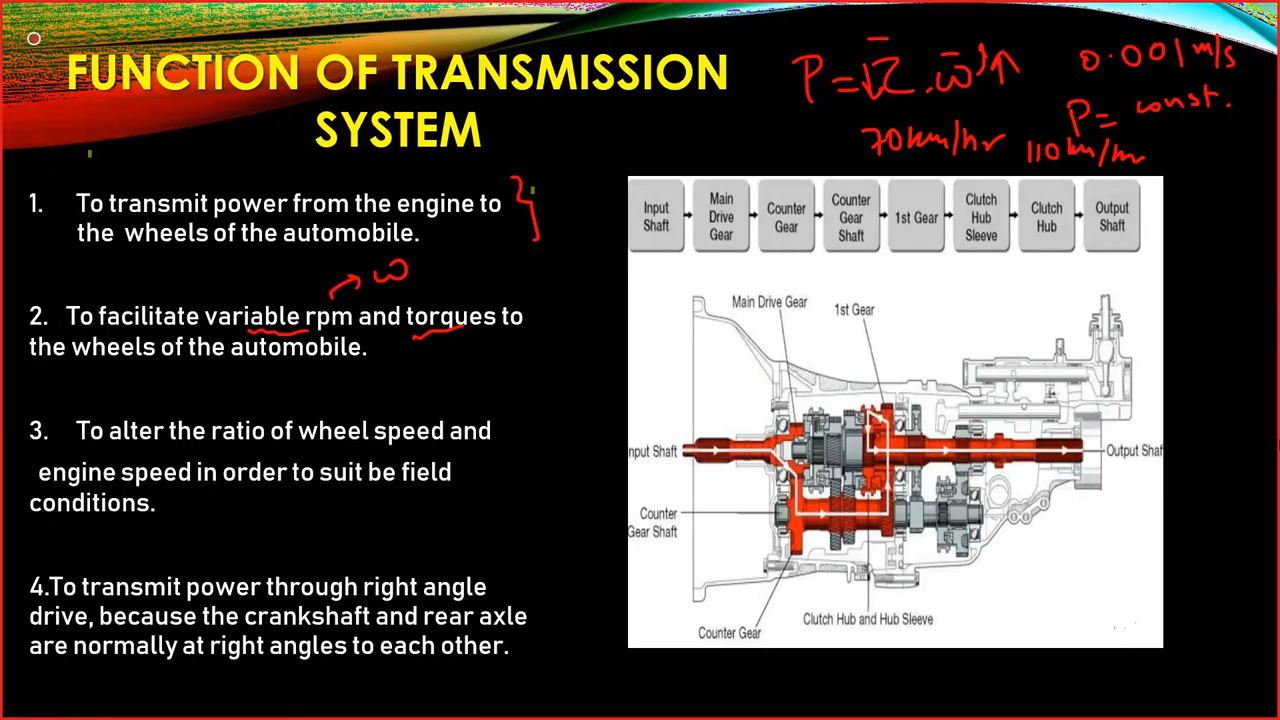 FUNCTION OF TRANSMISSION
SYSTEM
P = τ . ω ↑
0.001 m/s
P = const.
70 km/hr
110 km/hr
1. To transmit power from the engine to
the wheels of the automobile.
ω
2. To facilitate variable rpm and torques to
the wheels of the automobile.
3. To alter the ratio of wheel speed and
engine speed in order to suit be field
conditions.
4.To transmit power through right angle
drive, because the crankshaft and rear axle
are normally at right angles to each other.
Input
Shaft
Main
Drive
Gear
Counter
Gear
Counter
Gear
Shaft
1st Gear
Clutch
Hub
Sleeve
Clutch
Hub
Output
Shaft
Main Drive Gear
1st Gear
nput Shaft
Output Shaf
Counter
Gear Shaft
Clutch Hub and Hub Sleeve
Counter Gear